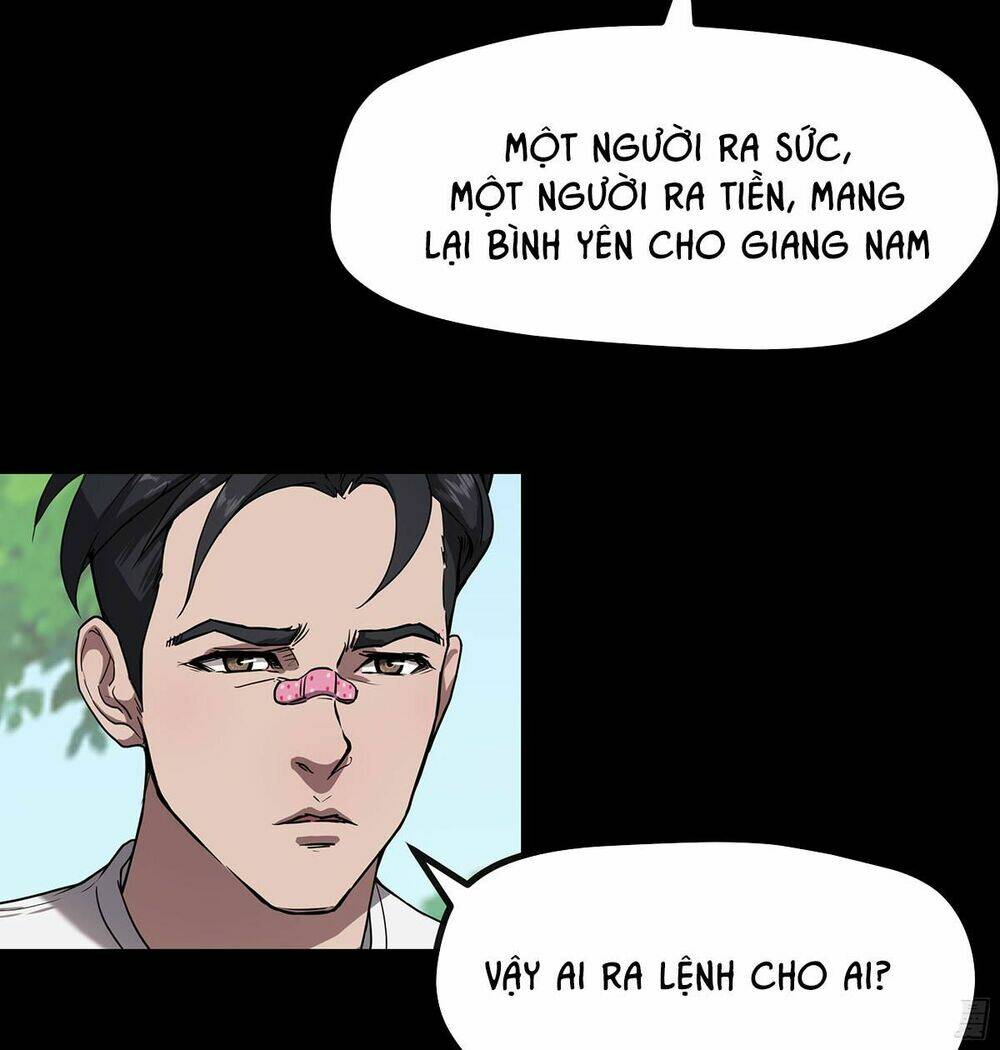 MỘT NGƯỜI RA SỨC,
MỘT NGƯỜI RA TIỀN, MANG
LẠI BÌNH YÊN CHO GIANG NAM
VẬY AI RA LỆNH CHO AI?